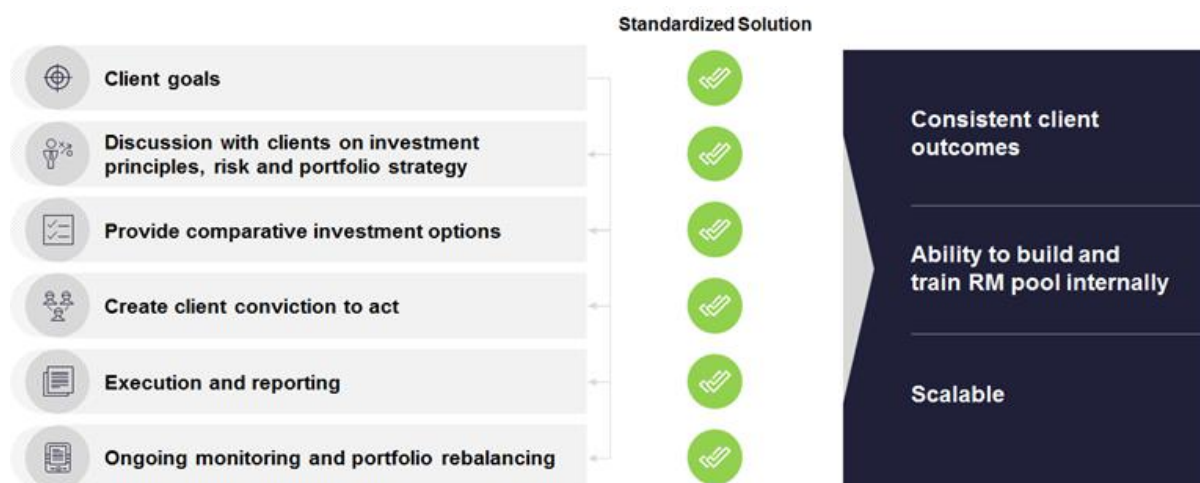 Standardized Solution
Client goals
Discussion with clients on investment
principles, risk and portfolio strategy
Provide comparative investment options
Create client conviction to act
Execution and reporting
Ongoing monitoring and portfolio rebalancing
Consistent client
outcomes
Ability to build and
train RM pool internally
Scalable